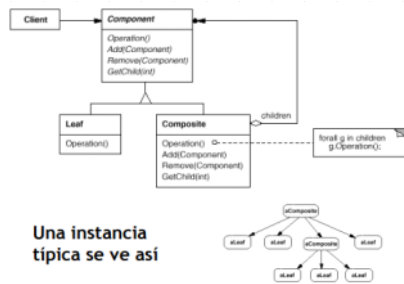 Client
Component
Operation()
Add(Component)
Remove(Component)
GetChild(int)
Leaf
Operation()
Composite
Operation()
Add(Component)
Remove(Component)
GetChild(int)
children
forall g in children
g.Operation();
Una instancia
típica se ve así
aComposite
aLeaf
aLeaf
aComposite
aLeaf
aLeaf
aLeaf
aLeaf